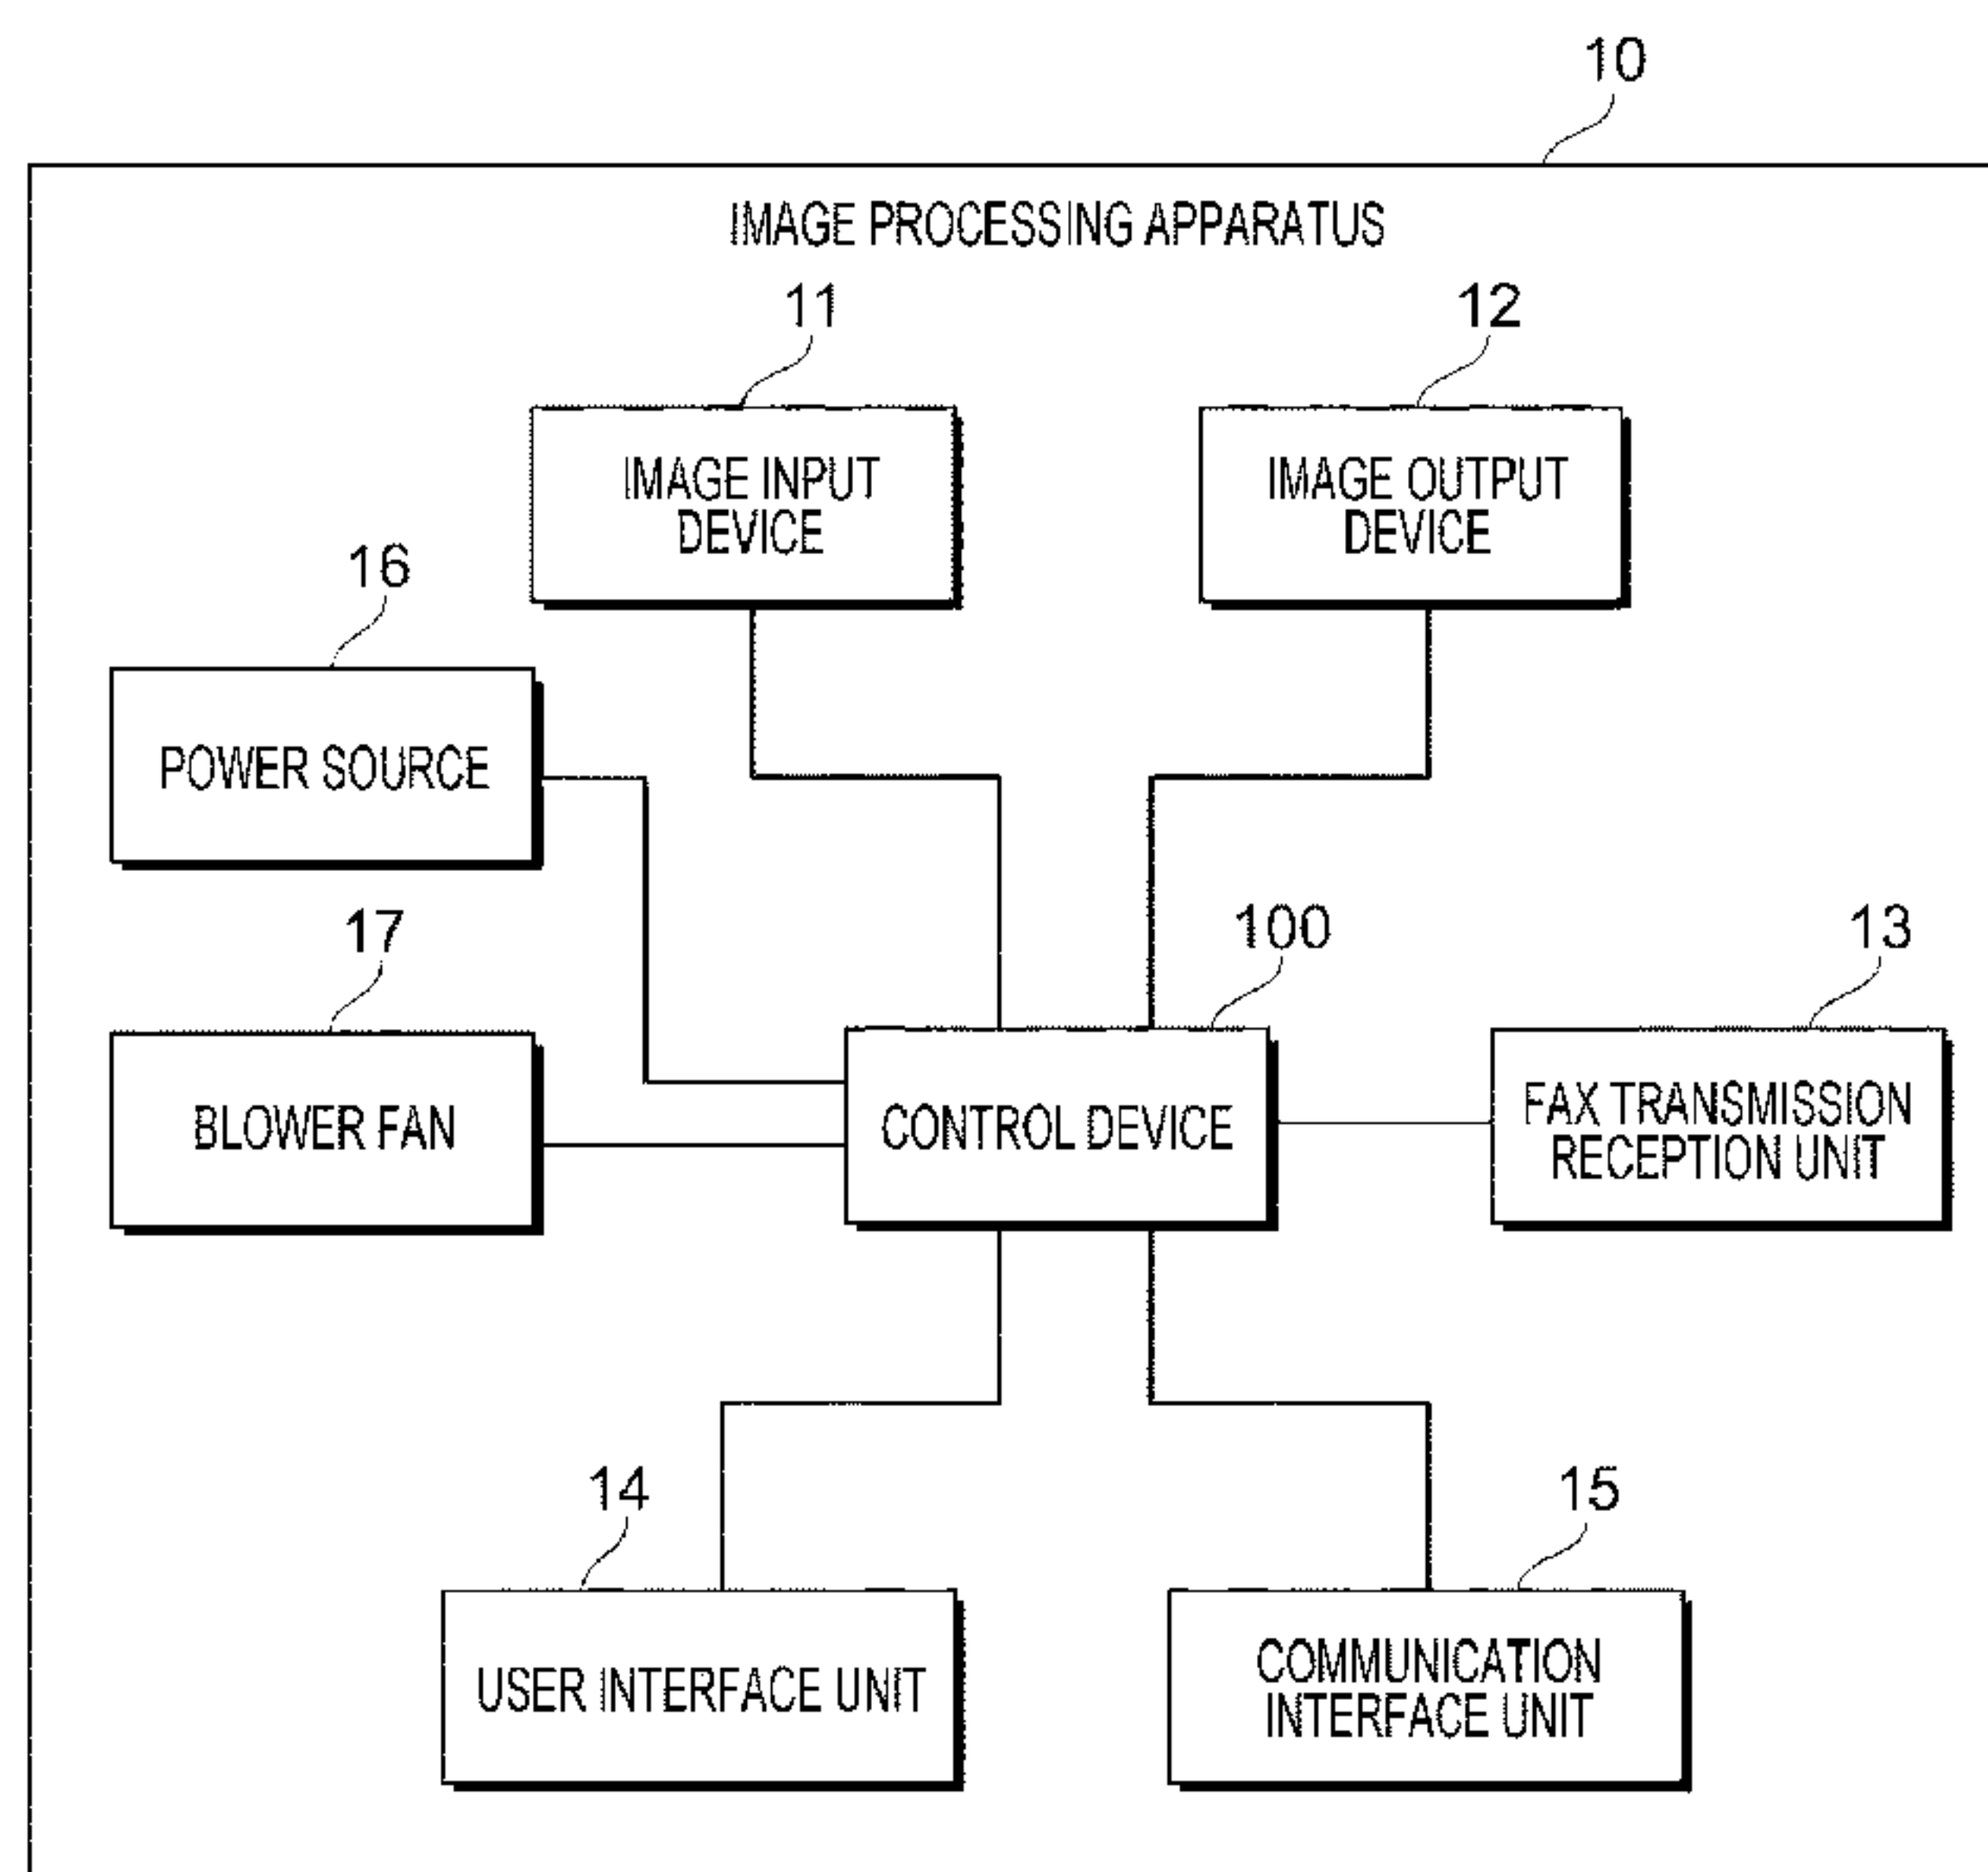 10
IMAGE PROCESSING APPARATUS
11
12
IMAGE INPUT
DEVICE
IMAGE OUTPUT
DEVICE
16
POWER SOURCE
17
100
13
BLOWER FAN
CONTROL DEVICE
FAX TRANSMISSION
RECEPTION UNIT
14
15
USER INTERFACE UNIT
COMMUNICATION
INTERFACE UNIT